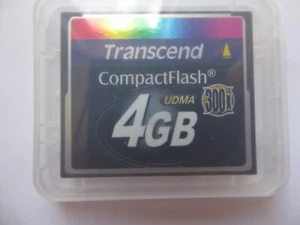 Transcend
CompactFlash®
300x
UDMA
4GB